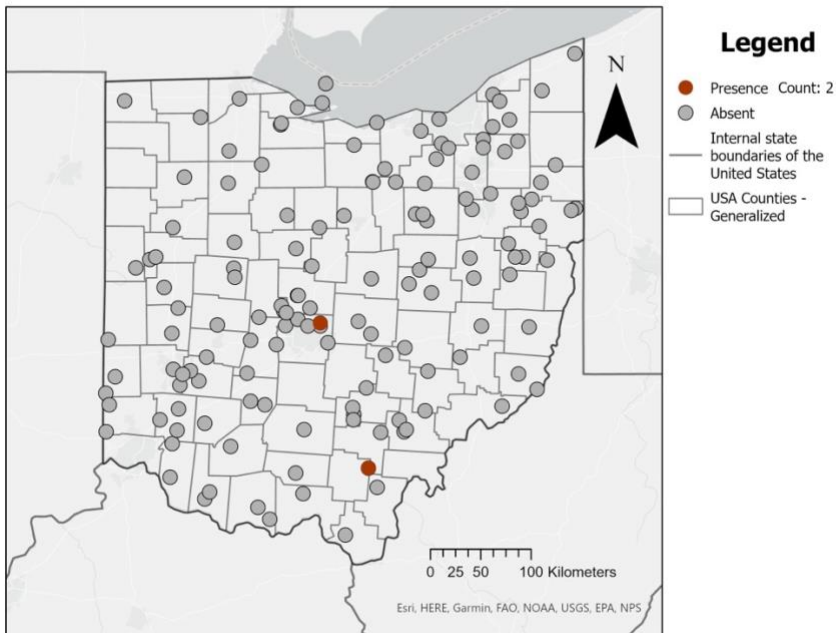 Legend
N
Presence Count: 2
Absent
Internal state
boundaries of the
United States
USA Counties -
Generalized
0 25 50 100 Kilometers
Esri, HERE, Garmin, FAO, NOAA, USGS, EPA, NPS